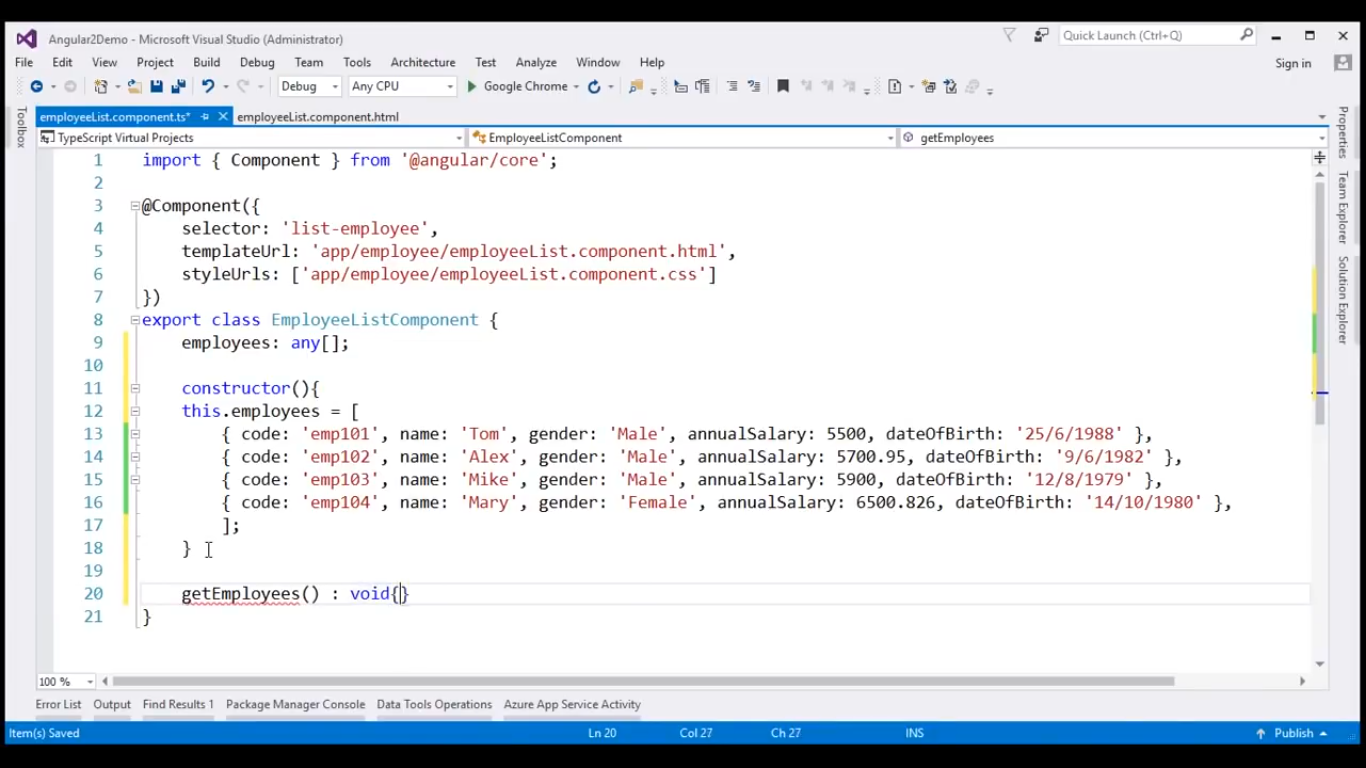 Angular2Demo - Microsoft Visual Studio (Administrator)
Quick Launch (Ctrl+Q)
File Edit View Project Build Debug Team Tools Architecture Test Analyze Window Help
Sign in
Debug Any CPU Google Chrome
employeeList.component.ts* employeeList.component.html
TypeScript Virtual Projects EmployeeListComponent getEmployees
Toolbox
Properties
Team Explorer
Solution Explorer
1 import { Component } from '@angular/core';
2
3 @Component({
4 selector: 'list-employee',
5 templateUrl: 'app/employee/employeeList.component.html',
6 styleUrls: ['app/employee/employeeList.component.css']
7 })
8 export class EmployeeListComponent {
9 employees: any[];
10
11 constructor(){
12 this.employees = [
13 { code: 'emp101', name: 'Tom', gender: 'Male', annualSalary: 5500, dateOfBirth: '25/6/1988' },
14 { code: 'emp102', name: 'Alex', gender: 'Male', annualSalary: 5700.95, dateOfBirth: '9/6/1982' },
15 { code: 'emp103', name: 'Mike', gender: 'Male', annualSalary: 5900, dateOfBirth: '12/8/1979' },
16 { code: 'emp104', name: 'Mary', gender: 'Female', annualSalary: 6500.826, dateOfBirth: '14/10/1980' },
17 ];
18 }
19
20 getEmployees() : void{}
21 }
100 %
Error List Output Find Results 1 Package Manager Console Data Tools Operations Azure App Service Activity
Item(s) Saved Ln 20 Col 27 Ch 27 INS Publish